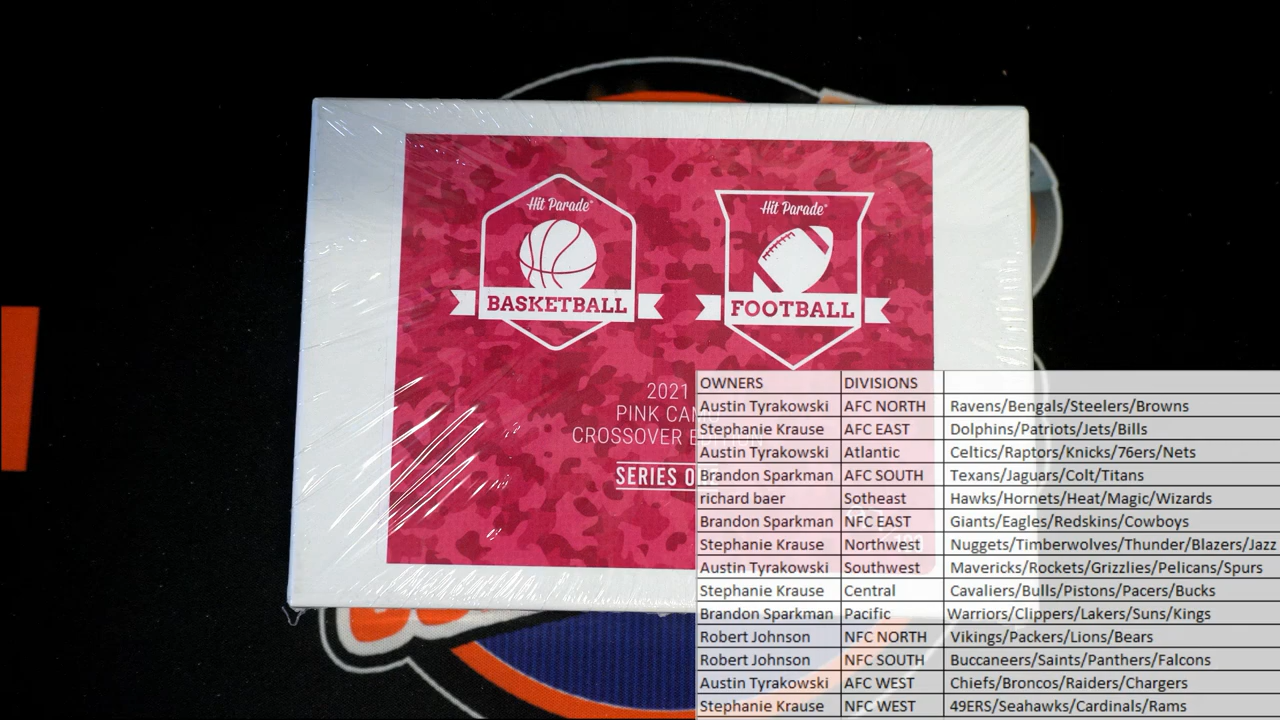 Hit Parade™
Hit Parade™
BASKETBALL
FOOTBALL
2021
PINK CAMO
CROSSOVER EDITION
SERIES ONE
OWNERS DIVISIONS
Austin Tyrakowski AFC NORTH Ravens/Bengals/Steelers/Browns
Stephanie Krause AFC EAST Dolphins/Patriots/Jets/Bills
Austin Tyrakowski Atlantic Celtics/Raptors/Knicks/76ers/Nets
Brandon Sparkman AFC SOUTH Texans/Jaguars/Colt/Titans
richard baer Sotheast Hawks/Hornets/Heat/Magic/Wizards
Brandon Sparkman NFC EAST Giants/Eagles/Redskins/Cowboys
Stephanie Krause Northwest Nuggets/Timberwolves/Thunder/Blazers/Jazz
Austin Tyrakowski Southwest Mavericks/Rockets/Grizzlies/Pelicans/Spurs
Stephanie Krause Central Cavaliers/Bulls/Pistons/Pacers/Bucks
Brandon Sparkman Pacific Warriors/Clippers/Lakers/Suns/Kings
Robert Johnson NFC NORTH Vikings/Packers/Lions/Bears
Robert Johnson NFC SOUTH Buccaneers/Saints/Panthers/Falcons
Austin Tyrakowski AFC WEST Chiefs/Broncos/Raiders/Chargers
Stephanie Krause NFC WEST 49ERS/Seahawks/Cardinals/Rams